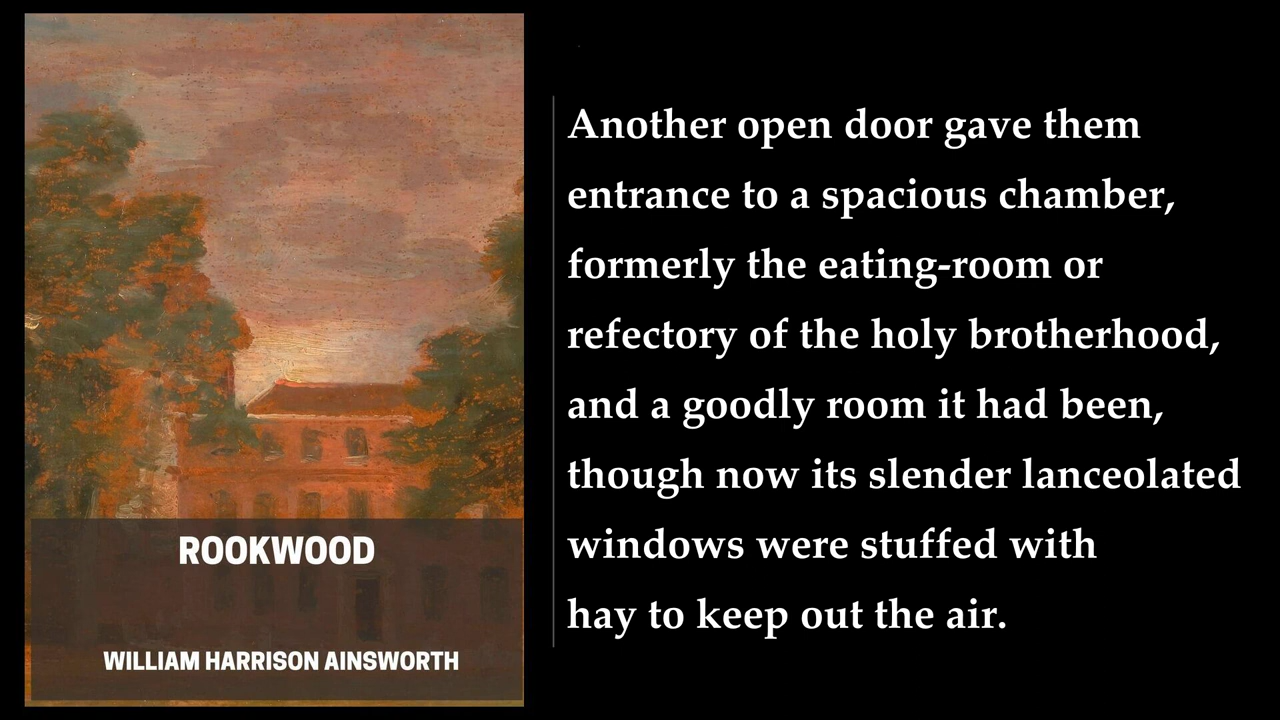 ROOKWOOD
WILLIAM HARRISON AINSWORTH
Another open door gave them
entrance to a spacious chamber,
formerly the eating-room or
refectory of the holy brotherhood,
and a goodly room it had been,
though now its slender lanceolated
windows were stuffed with
hay to keep out the air.